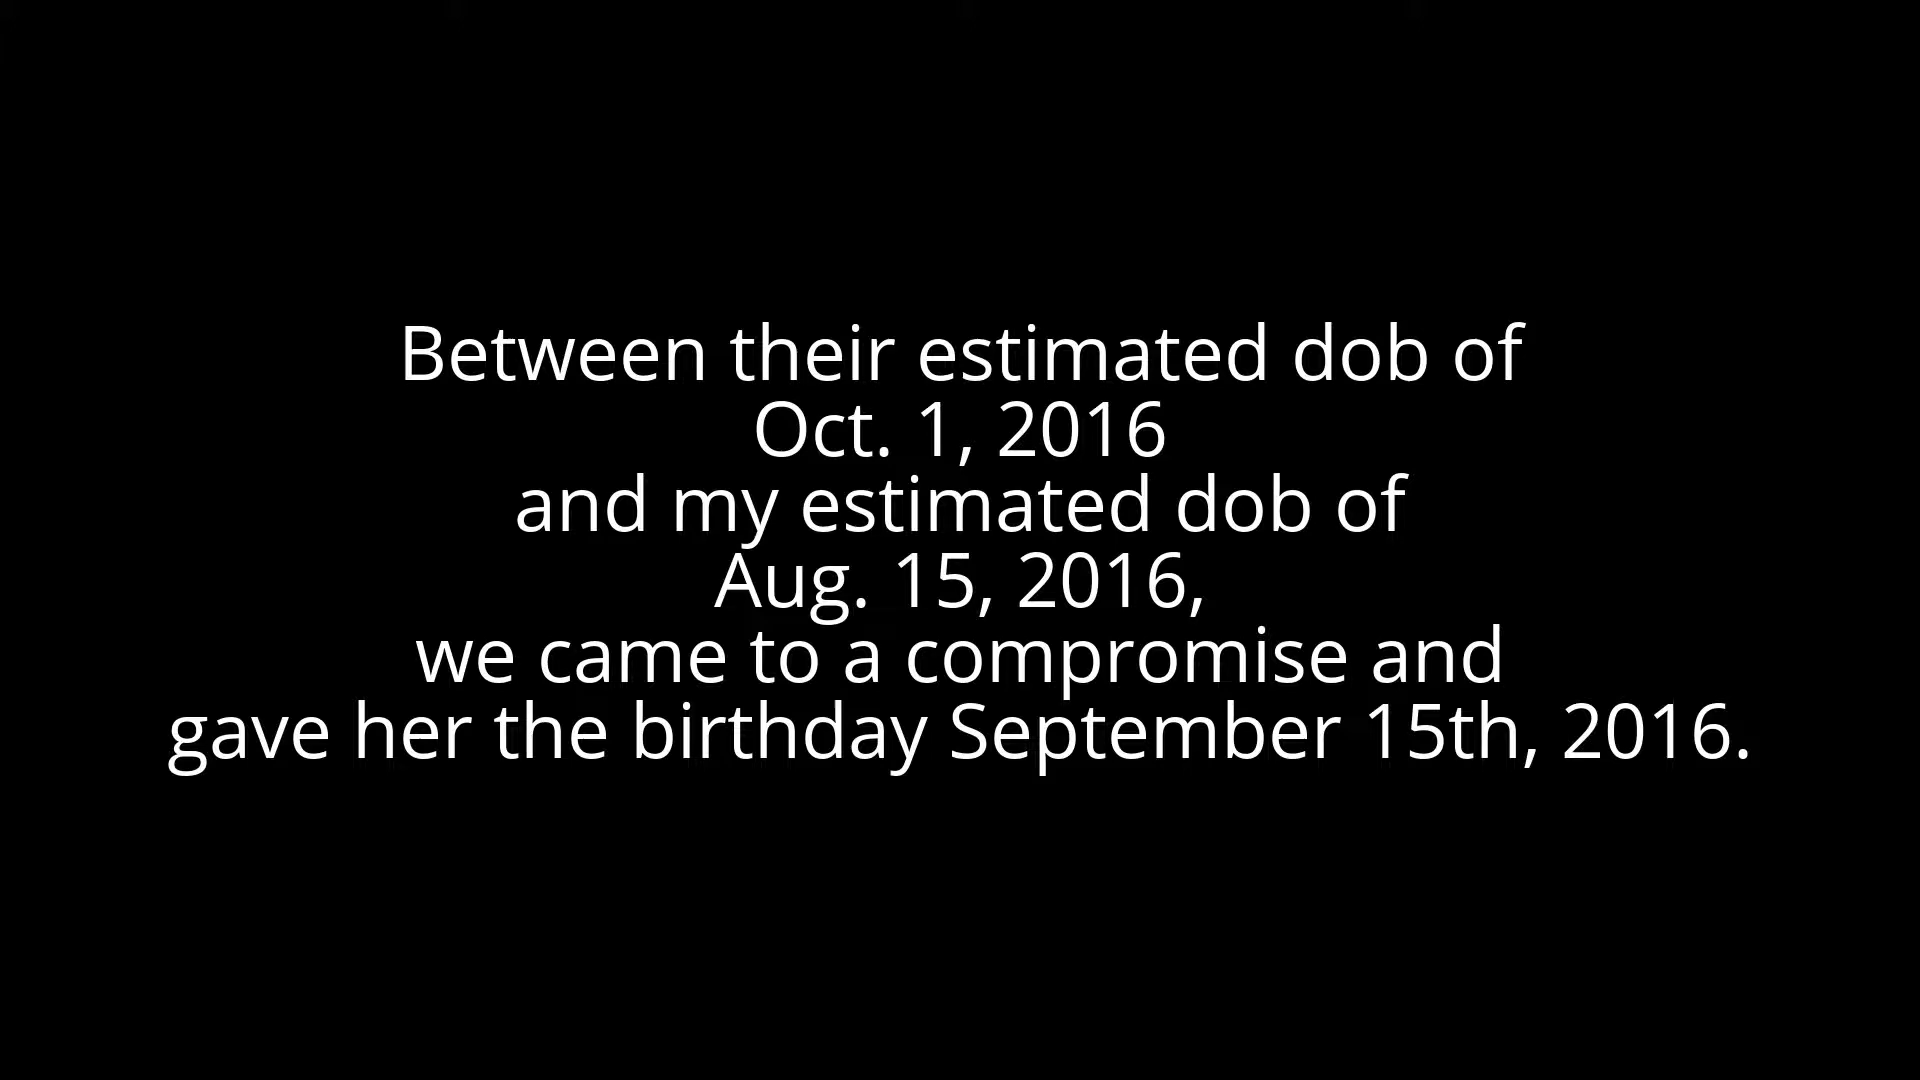 Between their estimated dob of
Oct. 1, 2016
and my estimated dob of
Aug. 15, 2016,
we came to a compromise and
gave her the birthday September 15th, 2016.